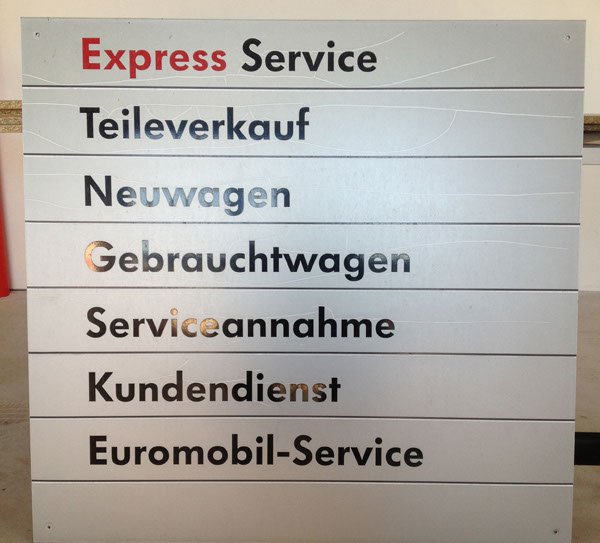 Express Service
Teileverkauf
Neuwagen
Gebrauchtwagen
Serviceannahme
Kundendienst
Euromobil-Service